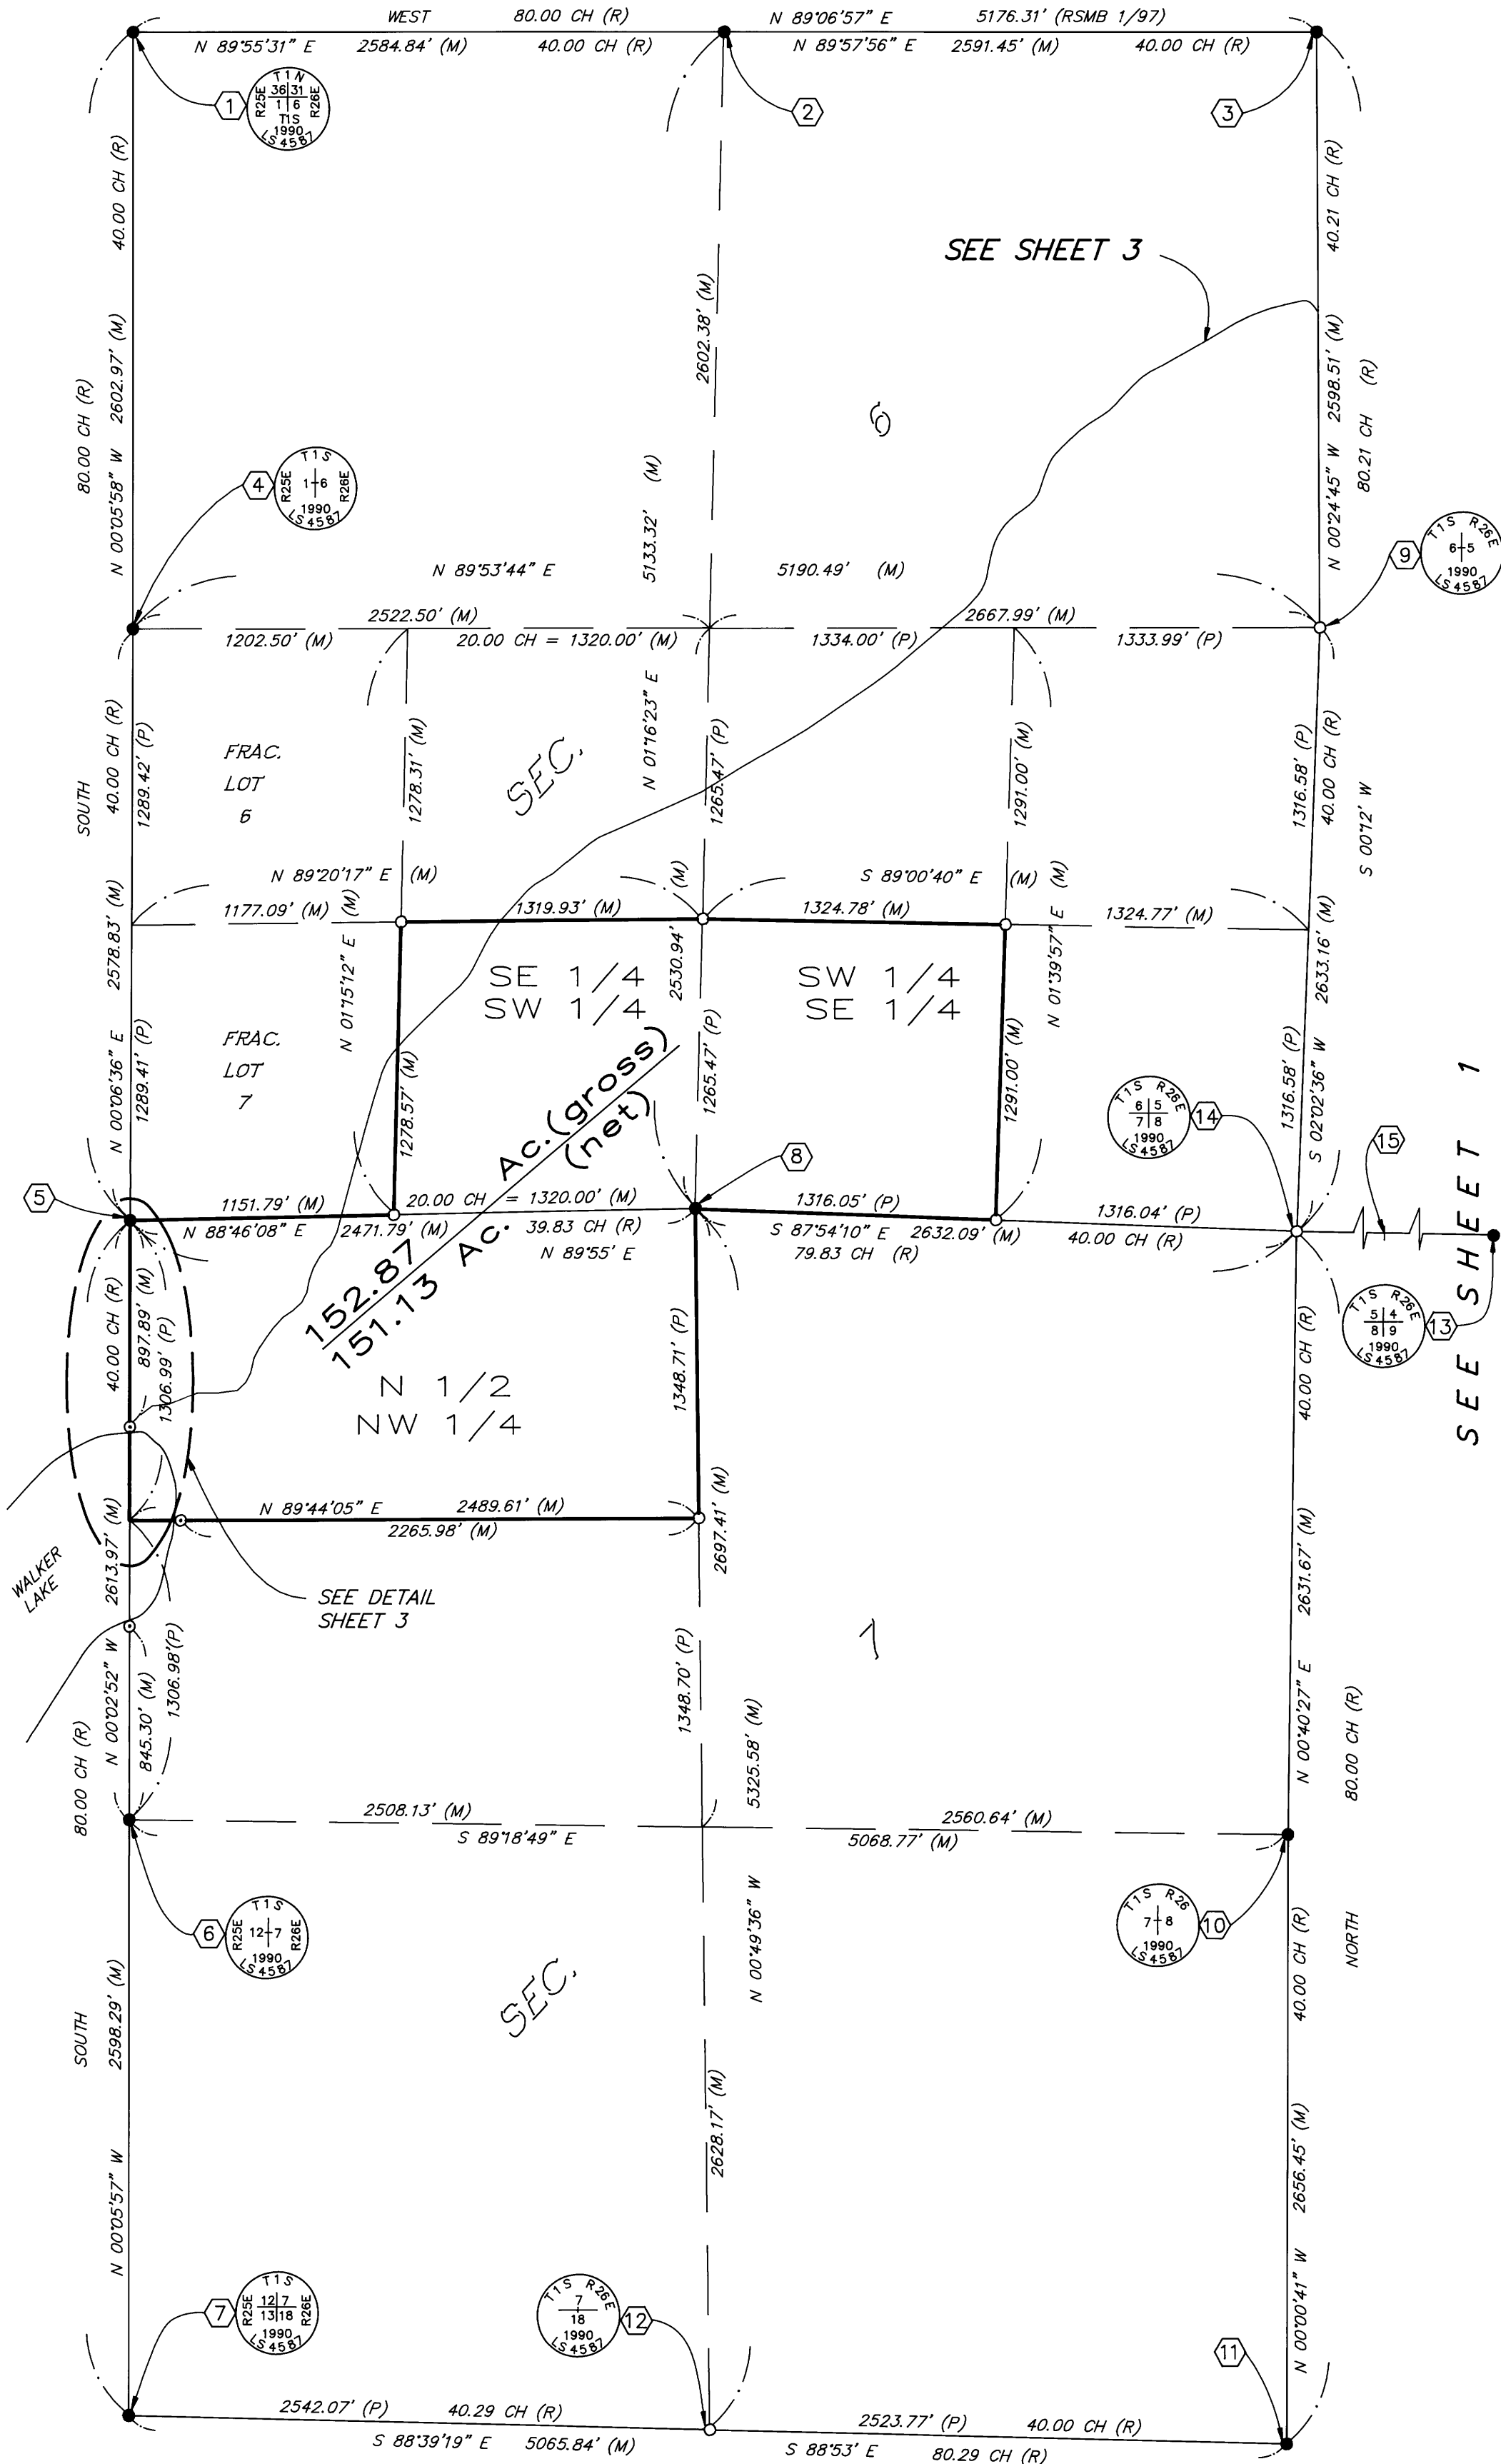 WEST 80.00 CH (R) N 89°06'57" E 5176.31' (RSMB 1/97)
N 89°55'31" E 2584.84' (M) 40.00 CH (R) N 89°57'56" E 2591.45' (M) 40.00 CH (R)
1
T1N
R25E 36 31 R26E
1 6
T1S
1990
LS 4587
2
3
40.00 CH (R)
80.00 CH (R)
N 00°05'58" W 2602.97' (M)
2602.38' (M)
SEE SHEET 3
40.21 CH (R)
N 00°24'45" W 2598.51' (M)
80.21 CH (R)
6
4
T1S
R25E 1 6 R26E
1990
LS 4587
9
T1S R26E
6 5
1990
LS 4587
N 89°53'44" E 5190.49' (M)
5133.32' (M)
2522.50' (M) 2667.99' (M)
1202.50' (M) 20.00 CH = 1320.00' (M) 1334.00' (P) 1333.99' (P)
N 01°16'23" E
SOUTH
40.00 CH (R)
1289.42' (P)
FRAC.
LOT
6
1278.31' (M)
SEC.
1265.47' (P)
1291.00' (M)
1316.58' (P)
40.00 CH (R)
S 00°12' W
N 89°20'17" E (M) S 89°00'40" E (M)
1177.09' (M) 1319.93' (M) 1324.78' (M) 1324.77' (M)
2578.83' (M)
N 00°06'36" E
1289.41' (P)
FRAC.
LOT
7
N 01°15'12" E (M)
1278.57' (M)
SE 1/4
SW 1/4
2530.94' (M)
1265.47' (P)
SW 1/4
SE 1/4
N 01°39'57" E (M)
1291.00' (M)
2633.16' (M)
1316.58' (P)
S 02°02'36" W
152.87 Ac.(gross)
151.13 Ac. (net)
14
T1S R26E
6 5
7 8
1990
LS 4587
15
SEE SHEET 1
5
8
1151.79' (M) 20.00 CH = 1320.00' (M) 1316.05' (P) 1316.04' (P)
N 88°46'08" E 2471.79' (M) 39.83 CH (R) S 87°54'10" E 2632.09' (M) 40.00 CH (R)
N 89°55' E 79.83 CH (R)
13
T1S R26E
5 4
8 9
1990
LS 4587
40.00 CH (R)
897.89' (M)
1306.99' (P)
N 1/2
NW 1/4
1348.71' (P)
40.00 CH (R)
N 89°44'05" E 2489.61' (M)
2265.98' (M)
2613.97' (M)
2697.41' (M)
2631.67' (M)
WALKER
LAKE
SEE DETAIL
SHEET 3
7
80.00 CH (R)
N 00°02'52" W
845.30' (M)
1306.98'(P)
1348.70' (P)
5325.58' (M)
N 00°40'27" E
80.00 CH (R)
2508.13' (M) 2560.64' (M)
S 89°18'49" E 5068.77' (M)
6
T1S
R25E 12 7 R26E
1990
LS 4587
10
T1S R26
7 8
1990
LS 4587
SEC.
N 00°49'36" W
SOUTH
2598.29' (M)
N 00°05'57" W
2628.17' (M)
40.00 CH (R)
NORTH
2656.45' (M)
N 00°00'41" W
7
T1S
R25E 12 7 R26E
13 18
1990
LS 4587
12
T1S R26E
7
18
1990
LS 4587
11
2542.07' (P) 40.29 CH (R) 2523.77' (P) 40.00 CH (R)
S 88°39'19" E 5065.84' (M) S 88°53' E 80.29 CH (R)